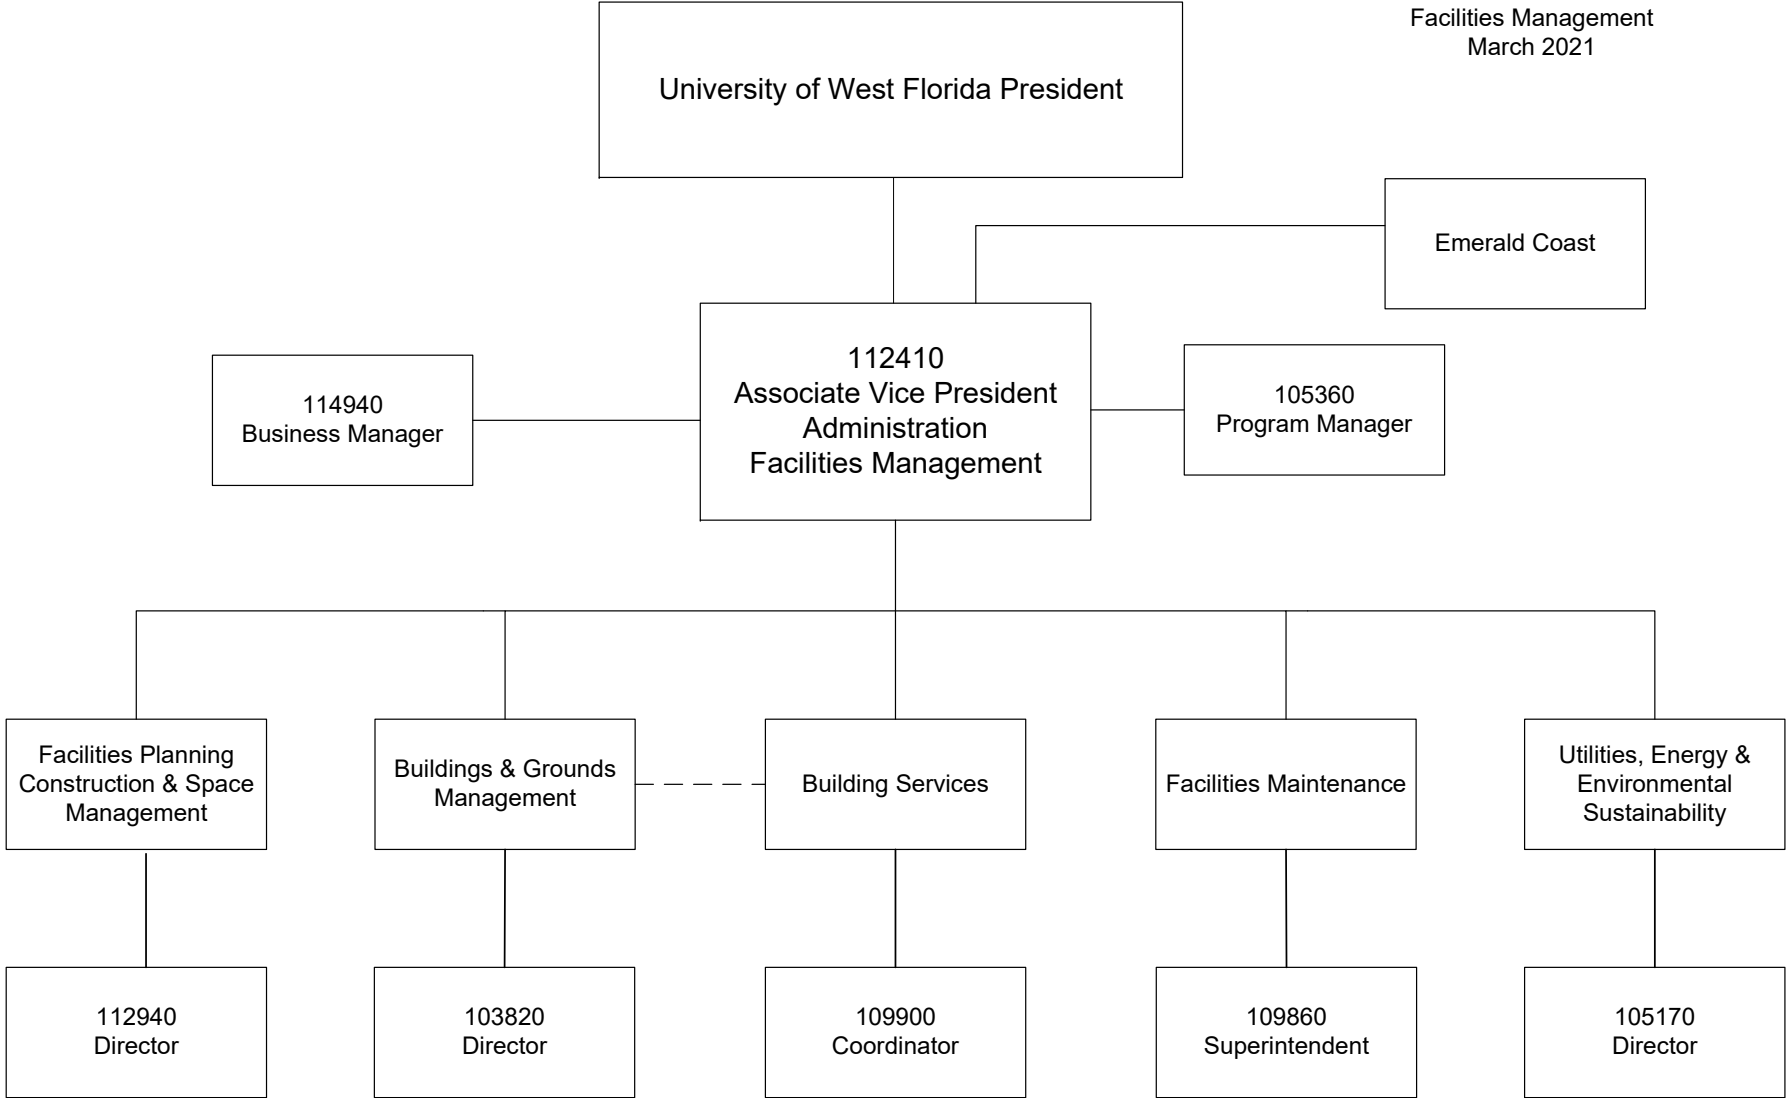 Facilities Management
March 2021
University of West Florida President
Emerald Coast
112410
Associate Vice President
Administration
Facilities Management
114940
Business Manager
105360
Program Manager
Facilities Planning
Construction & Space
Management
Buildings & Grounds
Management
Building Services
Facilities Maintenance
Utilities, Energy &
Environmental
Sustainability
112940
Director
103820
Director
109900
Coordinator
109860
Superintendent
105170
Director